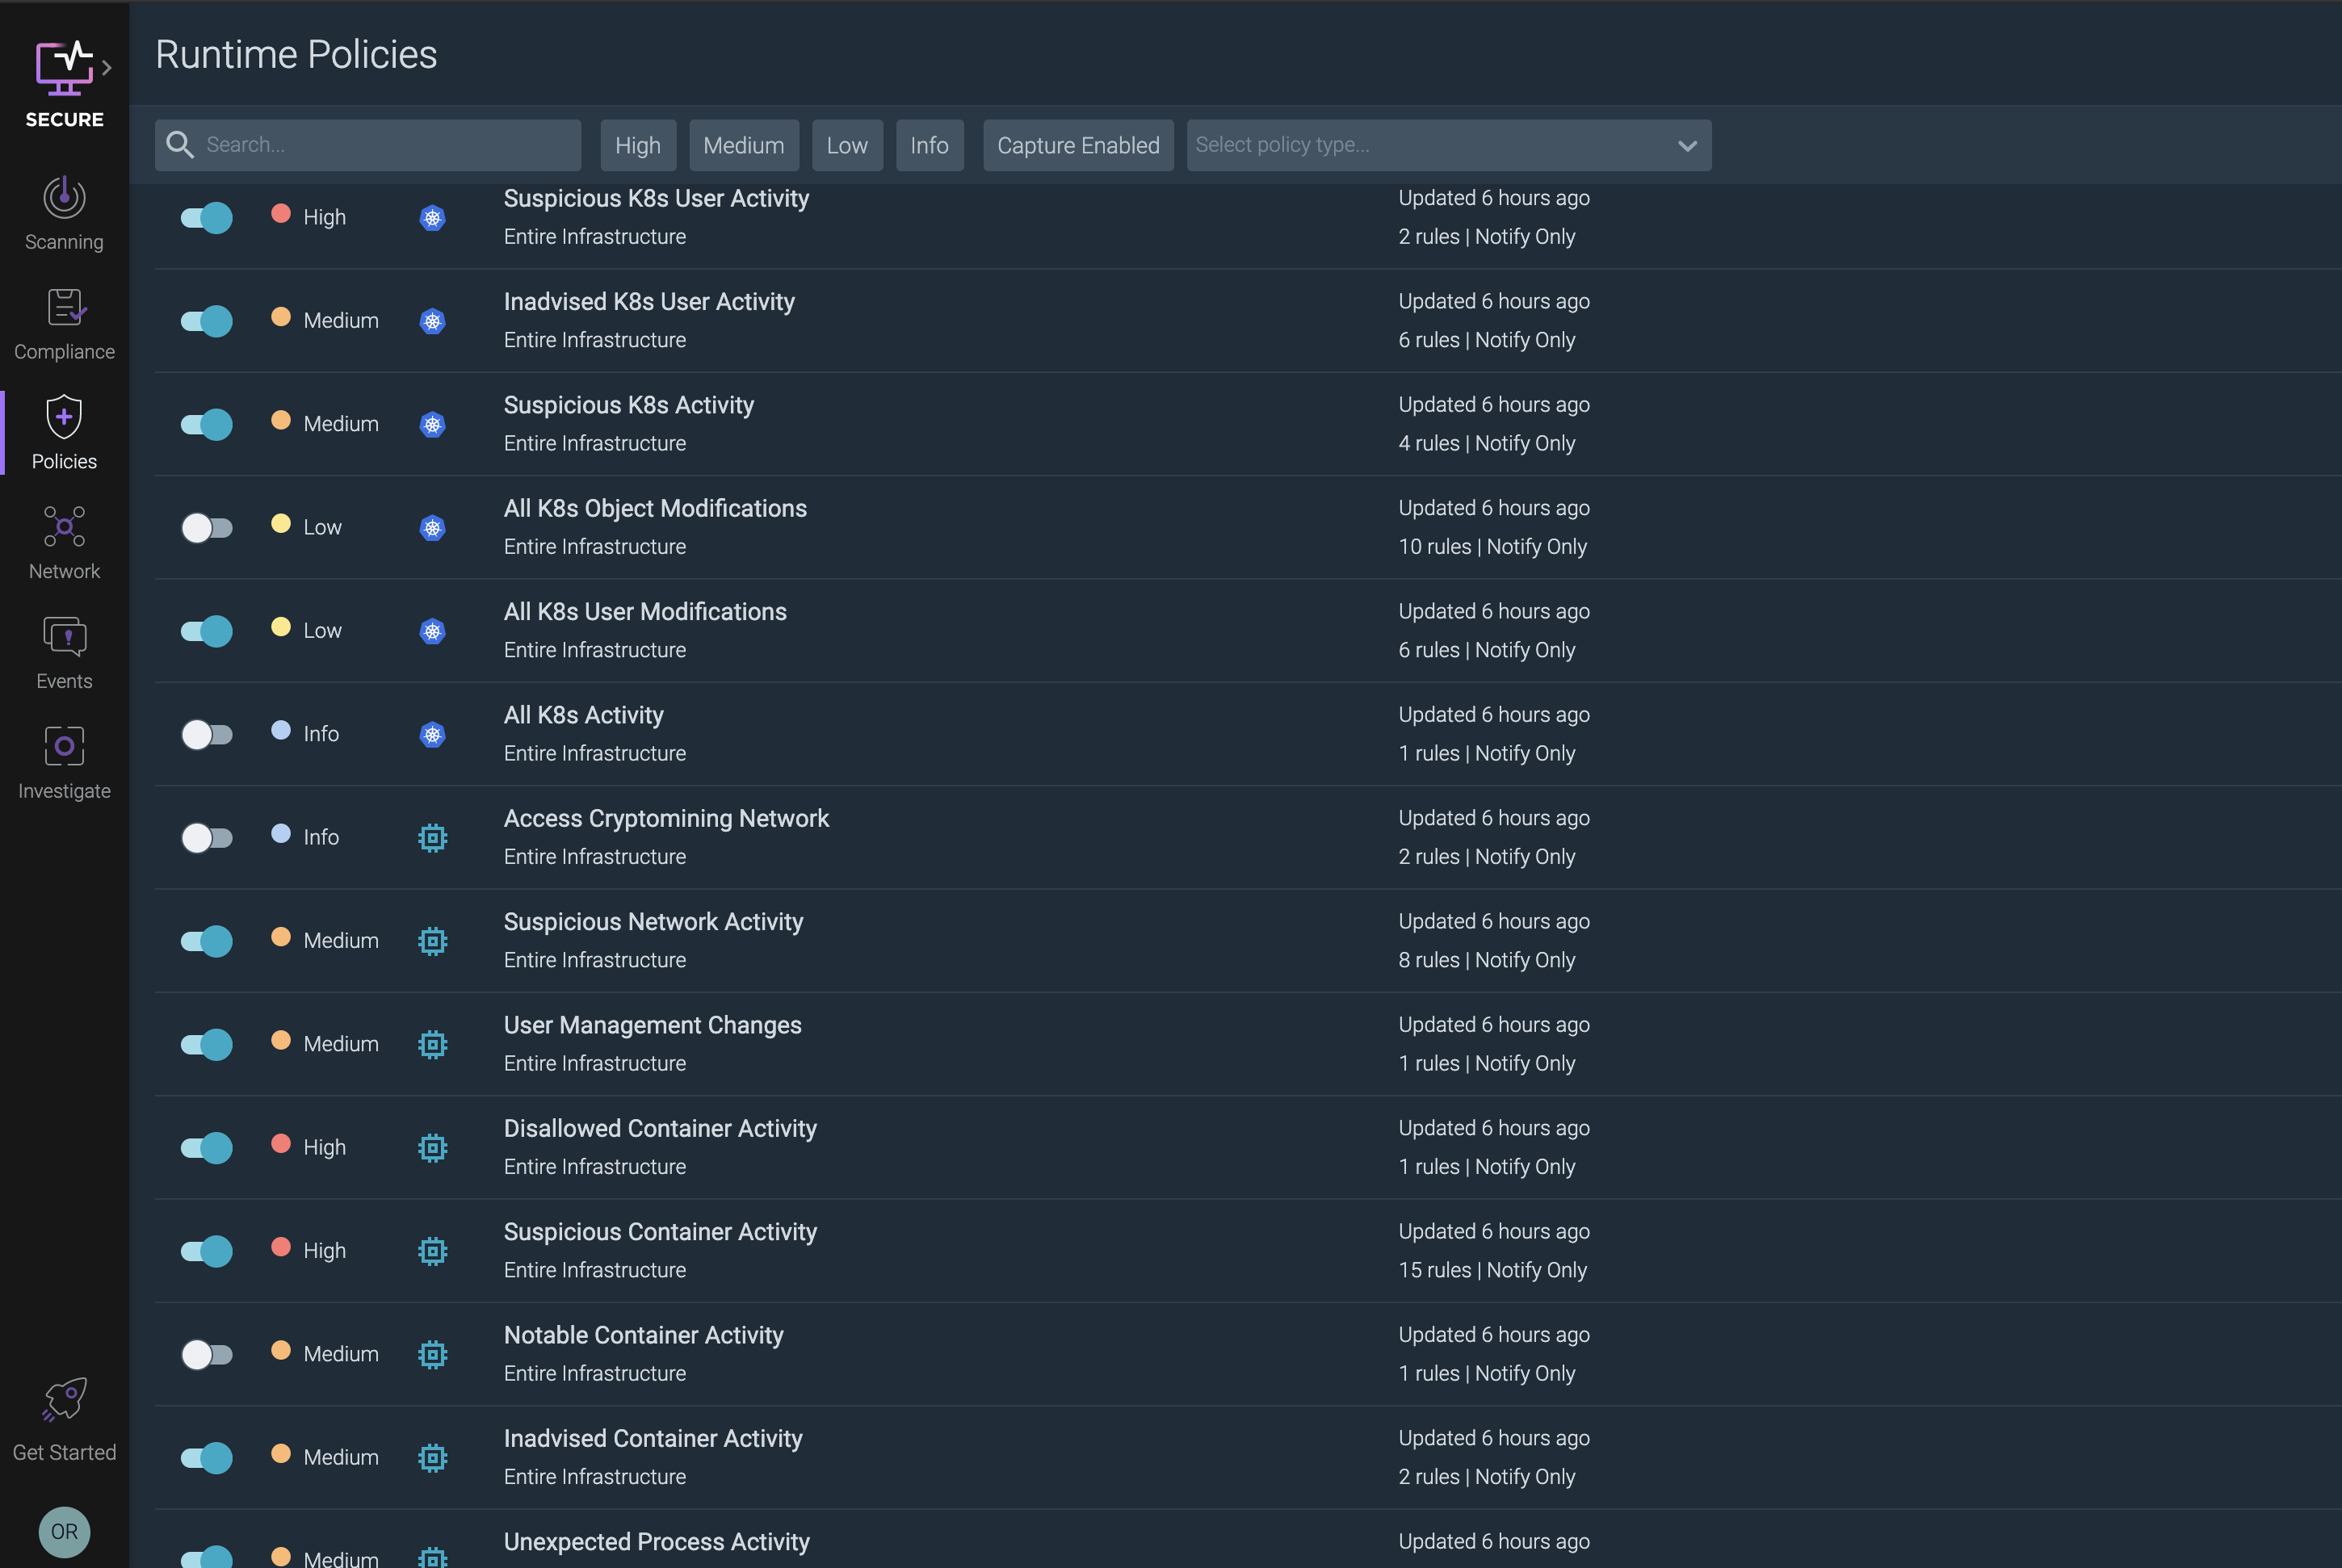 SECURE
Scanning
Compliance
Policies
Network
Events
Investigate
Get Started
OR
Runtime Policies
Search...
High
Medium
Low
Info
Capture Enabled
Select policy type...
High
Suspicious K8s User Activity
Entire Infrastructure
Updated 6 hours ago
2 rules | Notify Only
Medium
Inadvised K8s User Activity
Entire Infrastructure
Updated 6 hours ago
6 rules | Notify Only
Medium
Suspicious K8s Activity
Entire Infrastructure
Updated 6 hours ago
4 rules | Notify Only
Low
All K8s Object Modifications
Entire Infrastructure
Updated 6 hours ago
10 rules | Notify Only
Low
All K8s User Modifications
Entire Infrastructure
Updated 6 hours ago
6 rules | Notify Only
Info
All K8s Activity
Entire Infrastructure
Updated 6 hours ago
1 rules | Notify Only
Info
Access Cryptomining Network
Entire Infrastructure
Updated 6 hours ago
2 rules | Notify Only
Medium
Suspicious Network Activity
Entire Infrastructure
Updated 6 hours ago
8 rules | Notify Only
Medium
User Management Changes
Entire Infrastructure
Updated 6 hours ago
1 rules | Notify Only
High
Disallowed Container Activity
Entire Infrastructure
Updated 6 hours ago
1 rules | Notify Only
High
Suspicious Container Activity
Entire Infrastructure
Updated 6 hours ago
15 rules | Notify Only
Medium
Notable Container Activity
Entire Infrastructure
Updated 6 hours ago
1 rules | Notify Only
Medium
Inadvised Container Activity
Entire Infrastructure
Updated 6 hours ago
2 rules | Notify Only
Medium
Unexpected Process Activity
Updated 6 hours ago